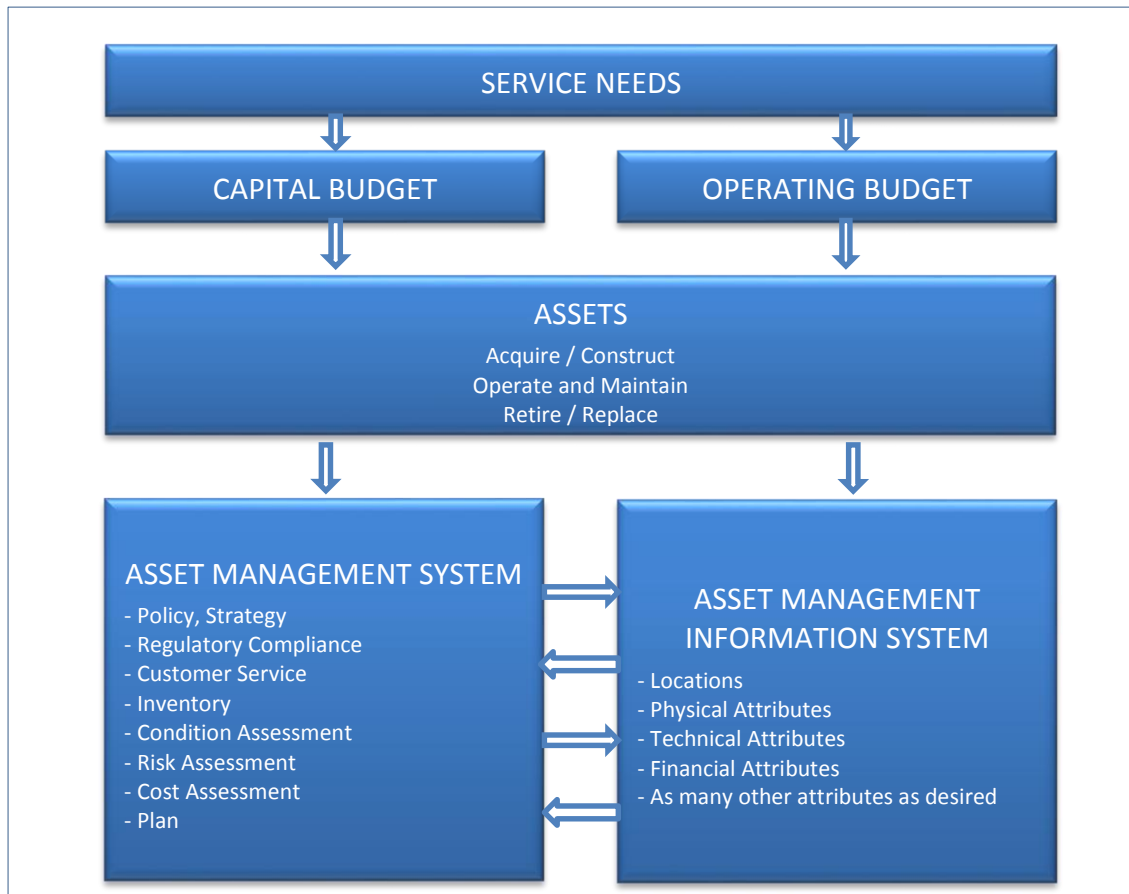 SERVICE NEEDS
CAPITAL BUDGET
OPERATING BUDGET
ASSETS
Acquire / Construct
Operate and Maintain
Retire / Replace
ASSET MANAGEMENT SYSTEM
- Policy, Strategy
- Regulatory Compliance
- Customer Service
- Inventory
- Condition Assessment
- Risk Assessment
- Cost Assessment
- Plan
ASSET MANAGEMENT
INFORMATION SYSTEM
- Locations
- Physical Attributes
- Technical Attributes
- Financial Attributes
- As many other attributes as desired